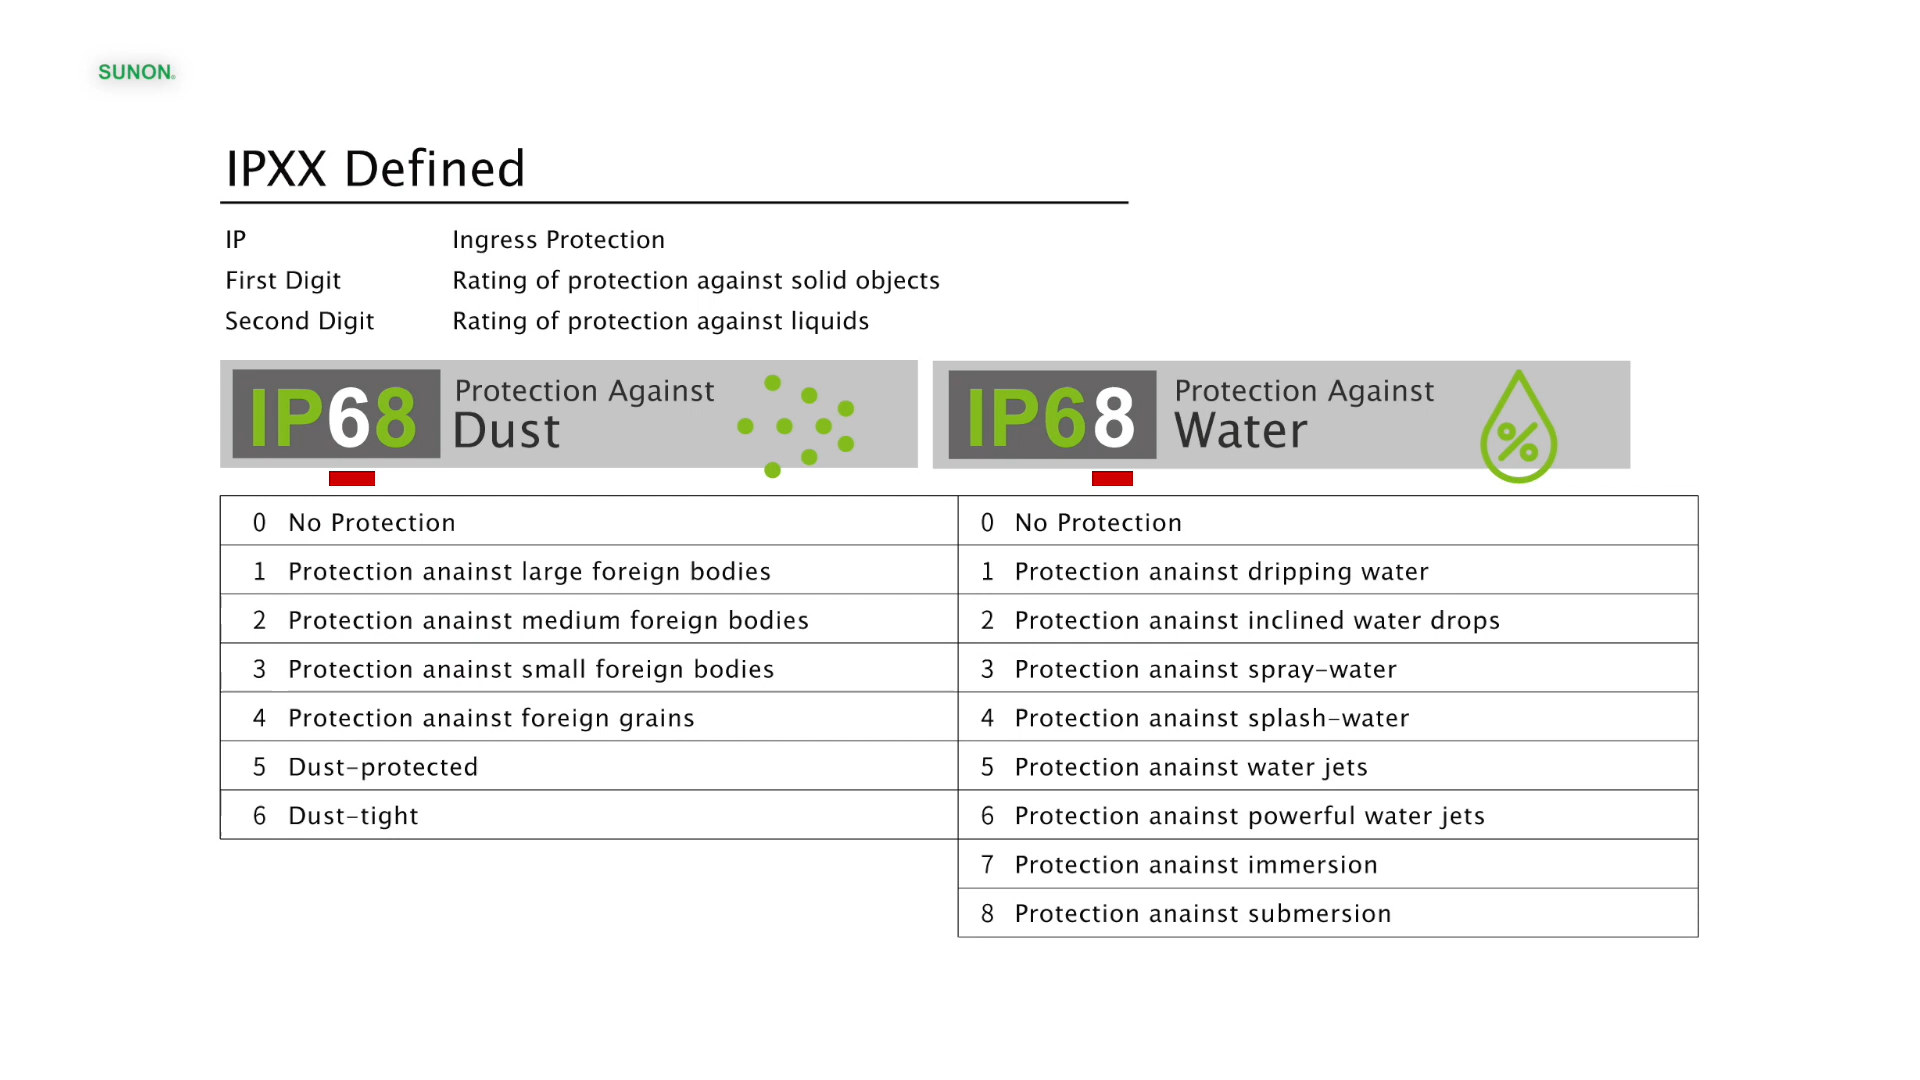 SUNON
IPXX Defined
IP Ingress Protection
First Digit Rating of protection against solid objects
Second Digit Rating of protection against liquids
IP68 Protection Against
Dust
IP68 Protection Against
Water
%
0 No Protection
1 Protection anainst large foreign bodies
2 Protection anainst medium foreign bodies
3 Protection anainst small foreign bodies
4 Protection anainst foreign grains
5 Dust-protected
6 Dust-tight
0 No Protection
1 Protection anainst dripping water
2 Protection anainst inclined water drops
3 Protection anainst spray-water
4 Protection anainst splash-water
5 Protection anainst water jets
6 Protection anainst powerful water jets
7 Protection anainst immersion
8 Protection anainst submersion